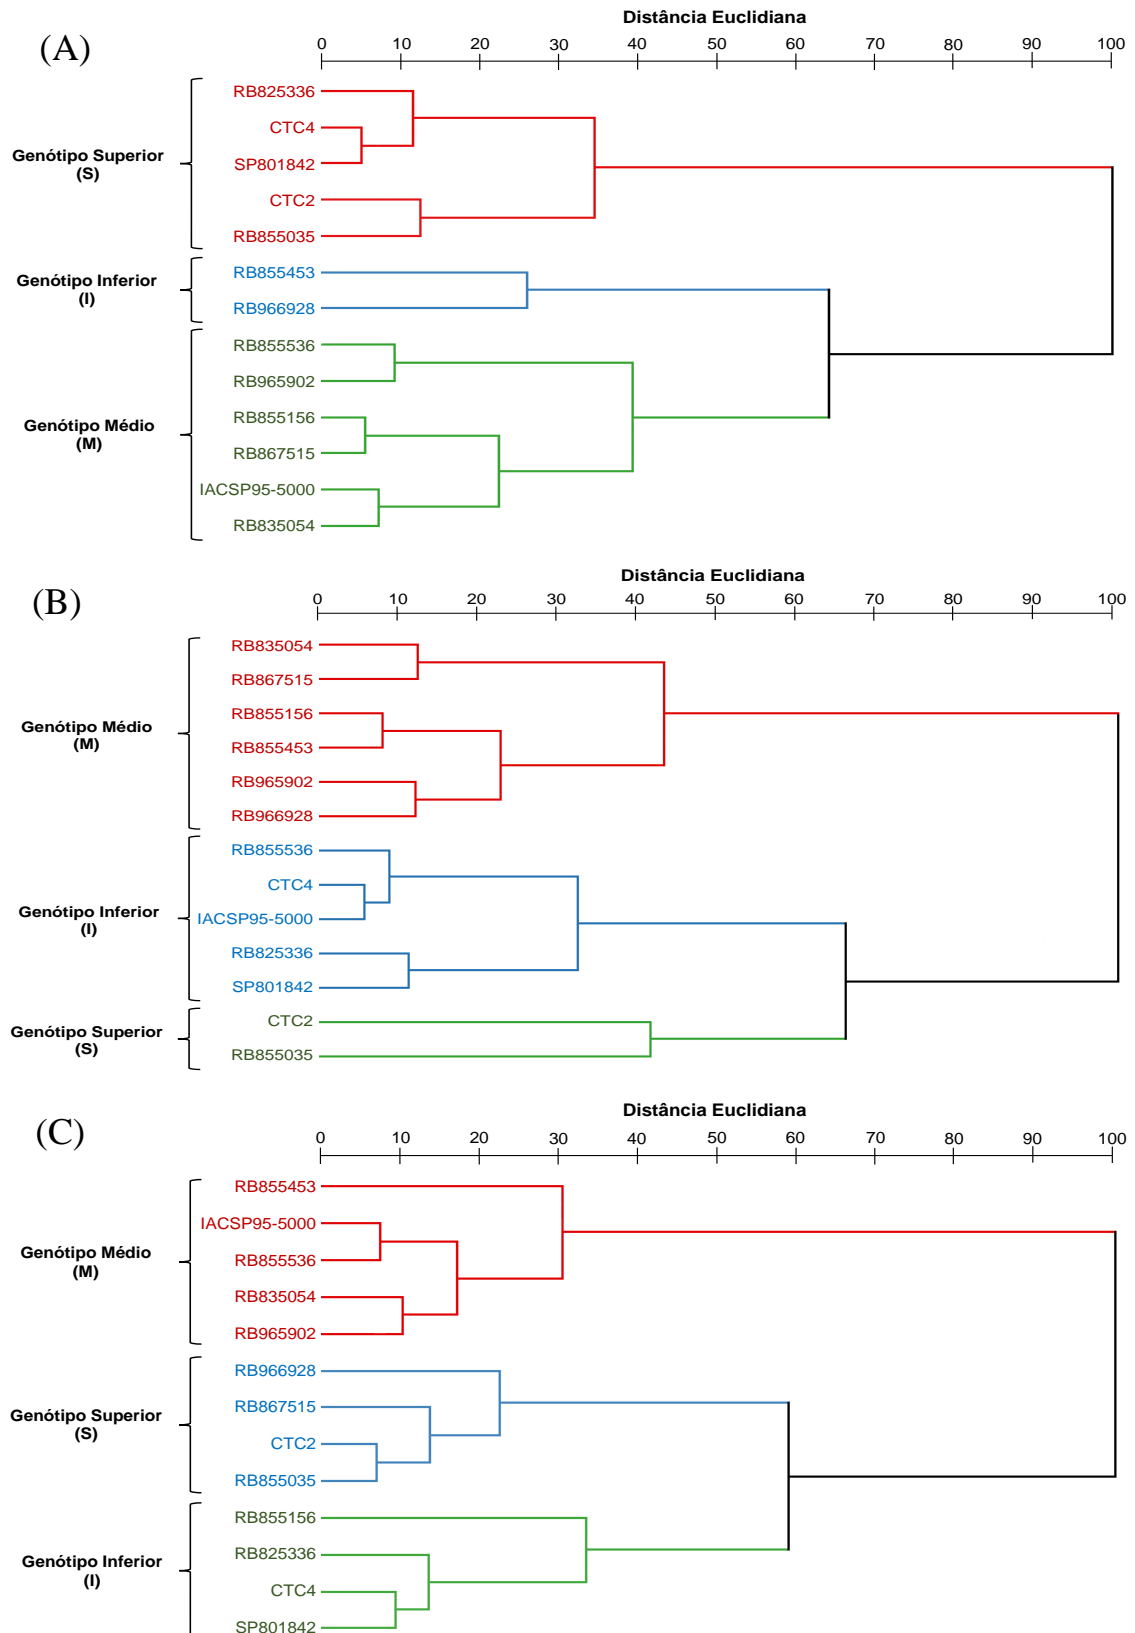 Distância Euclidiana
(A)
0 10 20 30 40 50 60 70 80 90 100
RB825336
CTC4
Genótipo Superior
(S)
SP801842
CTC2
RB855035
RB855453
Genótipo Inferior
(I)
RB966928
RB855536
RB965902
RB855156
Genótipo Médio
(M)
RB867515
IACSP95-5000
RB835054
Distância Euclidiana
(B)
0 10 20 30 40 50 60 70 80 90 100
RB835054
RB867515
RB855156
Genótipo Médio
(M)
RB855453
RB965902
RB966928
RB855536
CTC4
Genótipo Inferior
(I)
IACSP95-5000
RB825336
SP801842
CTC2
Genótipo Superior
(S)
RB855035
Distância Euclidiana
(C)
0 10 20 30 40 50 60 70 80 90 100
RB855453
IACSP95-5000
Genótipo Médio
(M)
RB855536
RB835054
RB965902
RB966928
RB867515
Genótipo Superior
(S)
CTC2
RB855035
RB855156
RB825336
Genótipo Inferior
(I)
CTC4
SP801842